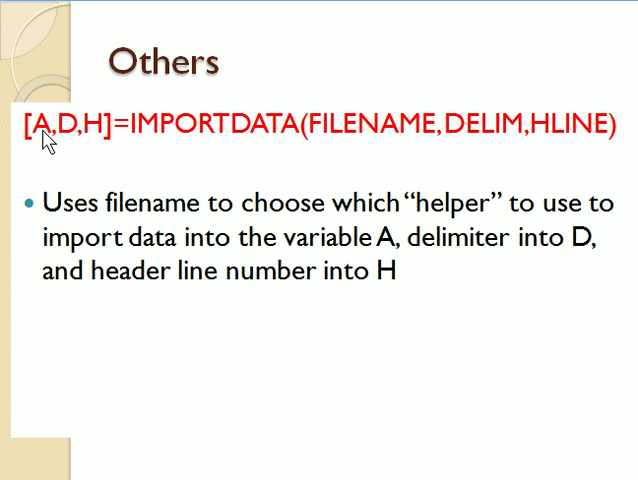 Others
[A,D,H]=IMPORTDATA(FILENAME,DELIM,HLINE)
• Uses filename to choose which “helper” to use to
import data into the variable A, delimiter into D,
and header line number into H